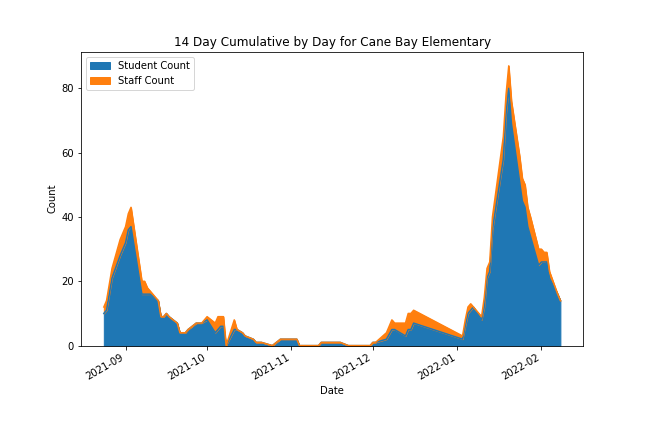 14 Day Cumulative by Day for Cane Bay Elementary
Student Count
Staff Count
Count
80
60
40
20
0
2021-09
2021-10
2021-11
2021-12
2022-01
2022-02
Date